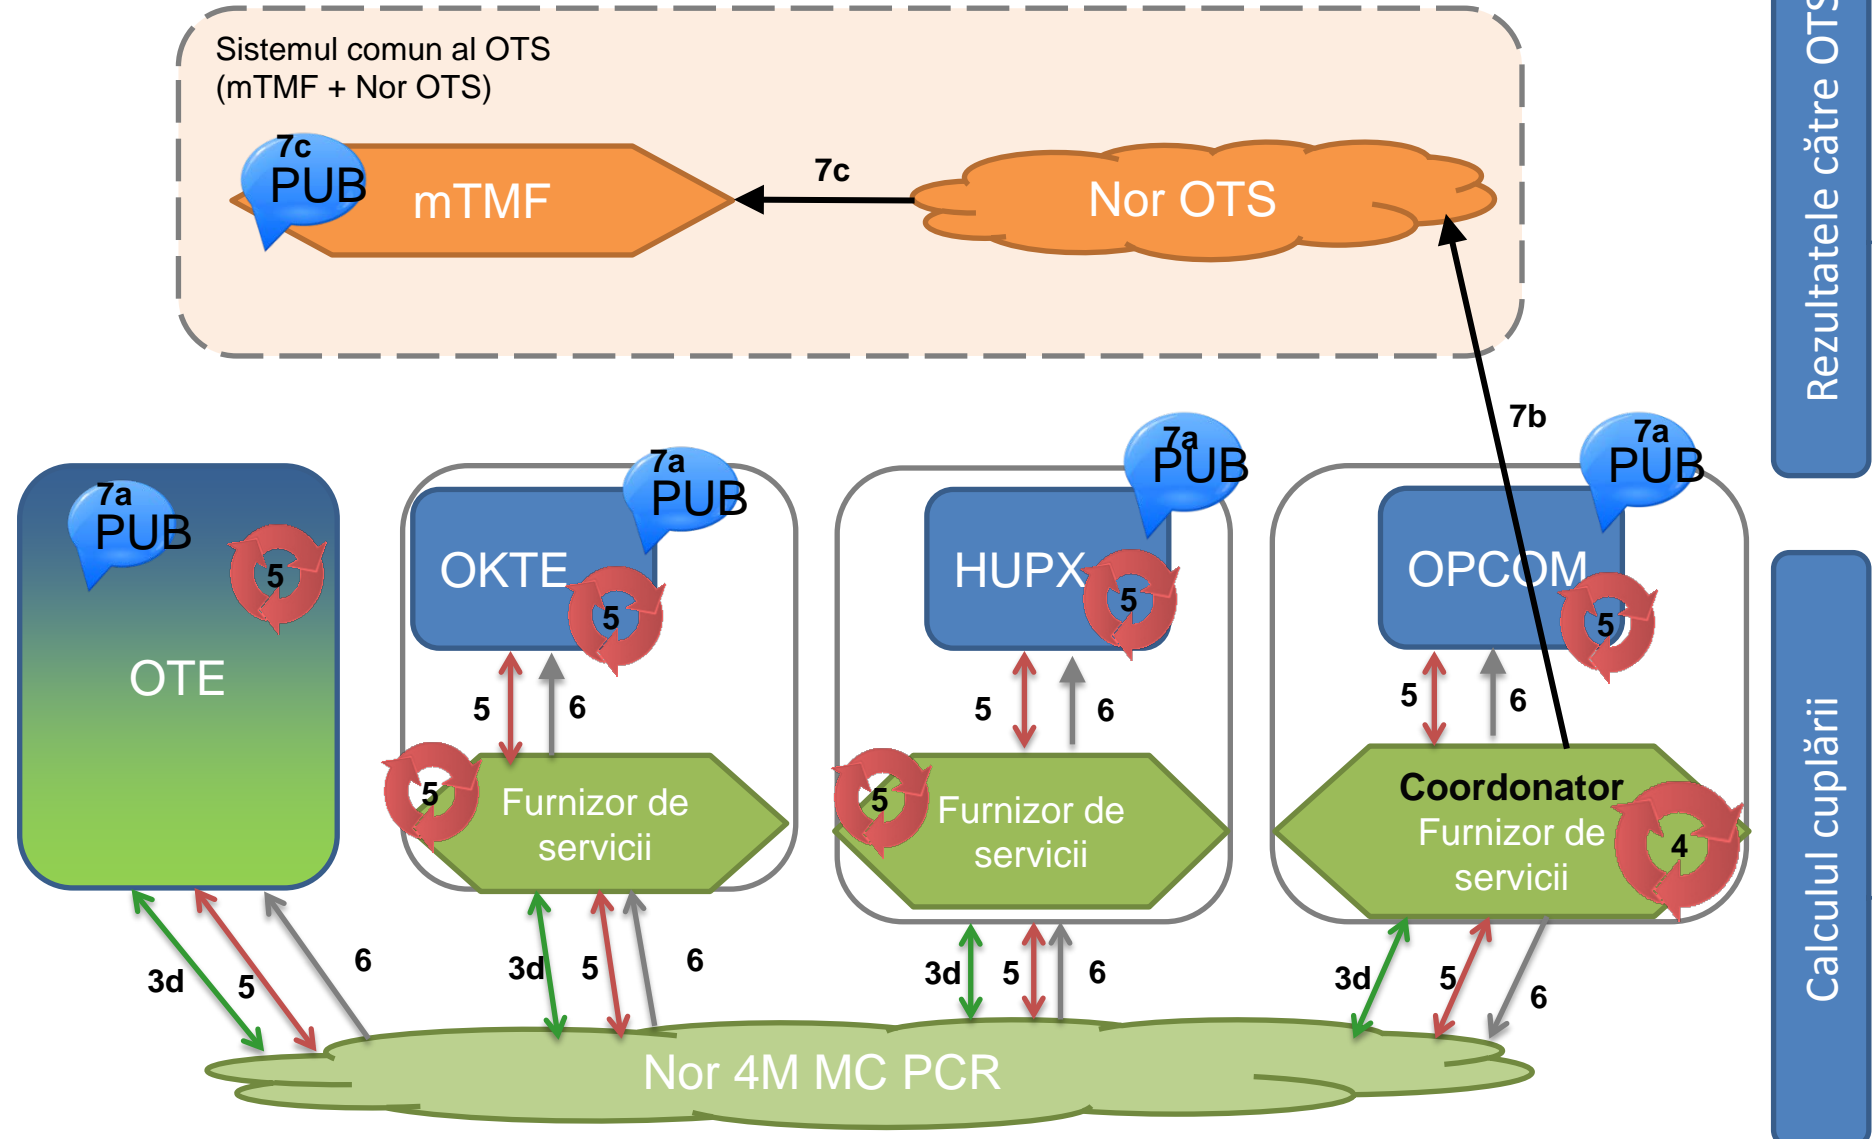 Sistemul comun al OTS
(mTMF + Nor OTS)
7c
PUB
mTMF
7c
Nor OTS
Rezultatele către OTS
7b
7a
PUB
5
OTE
7a
PUB
OKTE
5
5
6
5
Furnizor de
servicii
7a
PUB
HUPX
5
5
6
5
Furnizor de
servicii
7a
PUB
OPCOM
5
5
6
Coordonator
Furnizor de
servicii
4
Calculul cuplării
3d
5
6
3d
5
6
3d
5
6
3d
5
6
Nor 4M MC PCR